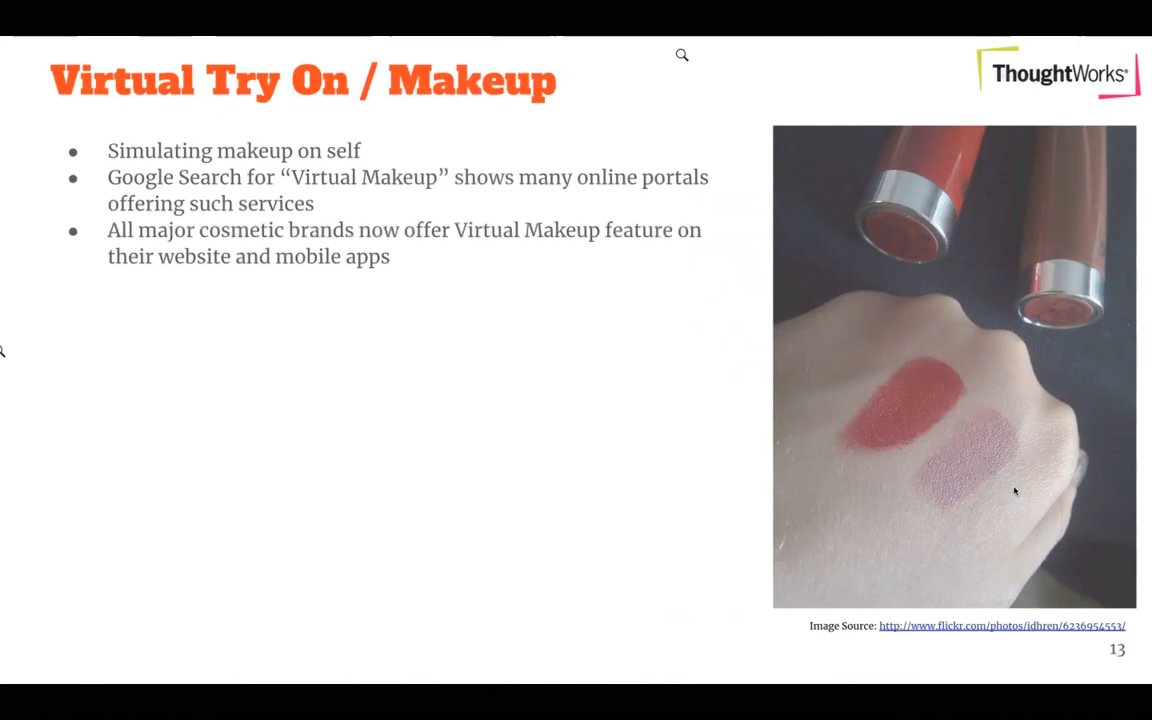 Virtual Try On / Makeup
ThoughtWorks®
● Simulating makeup on self
● Google Search for “Virtual Makeup” shows many online portals
offering such services
● All major cosmetic brands now offer Virtual Makeup feature on
their website and mobile apps
Image Source: http://www.flickr.com/photos/idhren/6236954553/
13